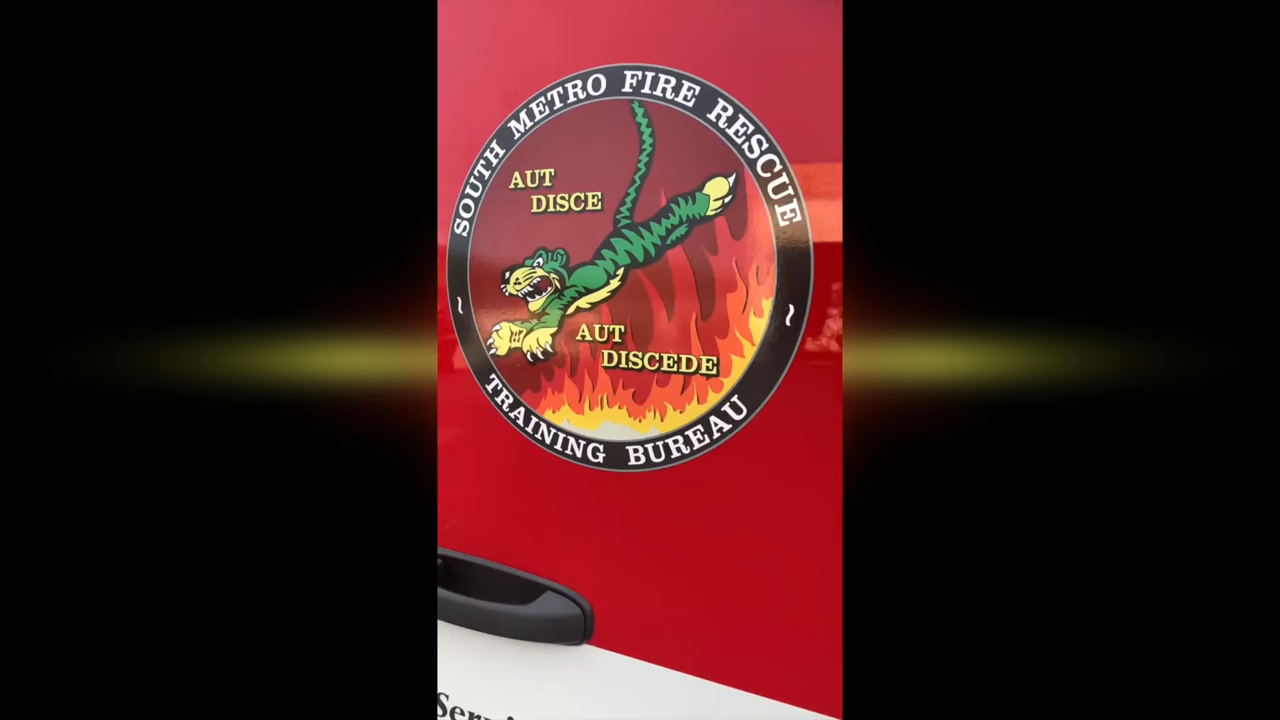 SOUTH METRO FIRE RESCUE
AUT
DISCE
AUT
DISCEDE
~ ~
TRAINING BUREAU